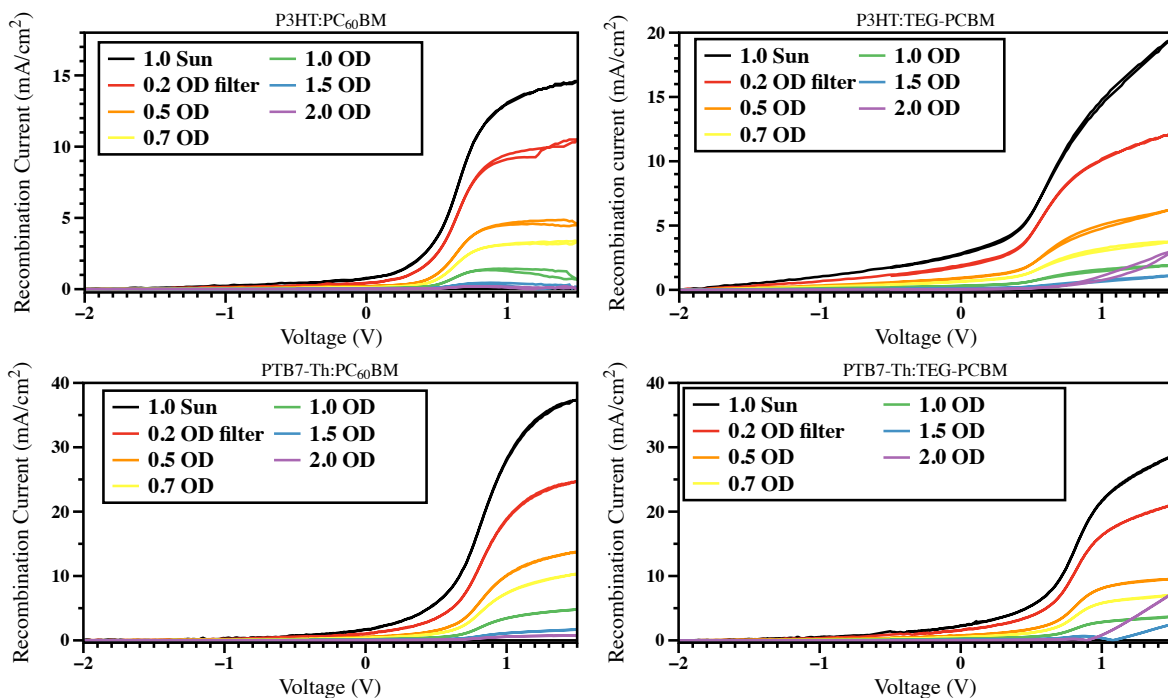 P3HT:PC60BM
Recombination Current (mA/cm2)
15
10
5
0
1.0 Sun
0.2 OD filter
0.5 OD
0.7 OD
1.0 OD
1.5 OD
2.0 OD
−2
−1
0
1
Voltage (V)
P3HT:TEG-PCBM
Recombination current (mA/cm2)
20
15
10
5
0
1.0 Sun
0.2 OD filter
0.5 OD
0.7 OD
1.0 OD
1.5 OD
2.0 OD
−2
−1
0
1
Voltage (V)
PTB7-Th:PC60BM
Recombination Current (mA/cm2)
40
30
20
10
0
1.0 Sun
0.2 OD filter
0.5 OD
0.7 OD
1.0 OD
1.5 OD
2.0 OD
−2
−1
0
1
Voltage (V)
PTB7-Th:TEG-PCBM
Recombination Current (mA/cm2)
40
30
20
10
0
1.0 Sun
0.2 OD filter
0.5 OD
0.7 OD
1.0 OD
1.5 OD
2.0 OD
−2
−1
0
1
Voltage (V)